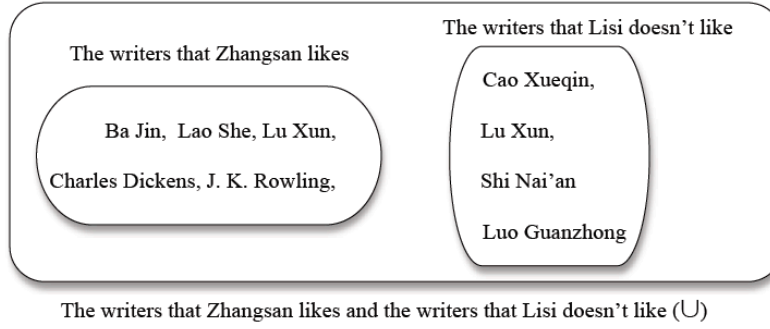 The writers that Zhangsan likes
Ba Jin, Lao She, Lu Xun,
Charles Dickens, J. K. Rowling,
The writers that Lisi doesn’t like
Cao Xueqin,
Lu Xun,
Shi Nai’an
Luo Guanzhong
The writers that Zhangsan likes and the writers that Lisi doesn’t like (∪)